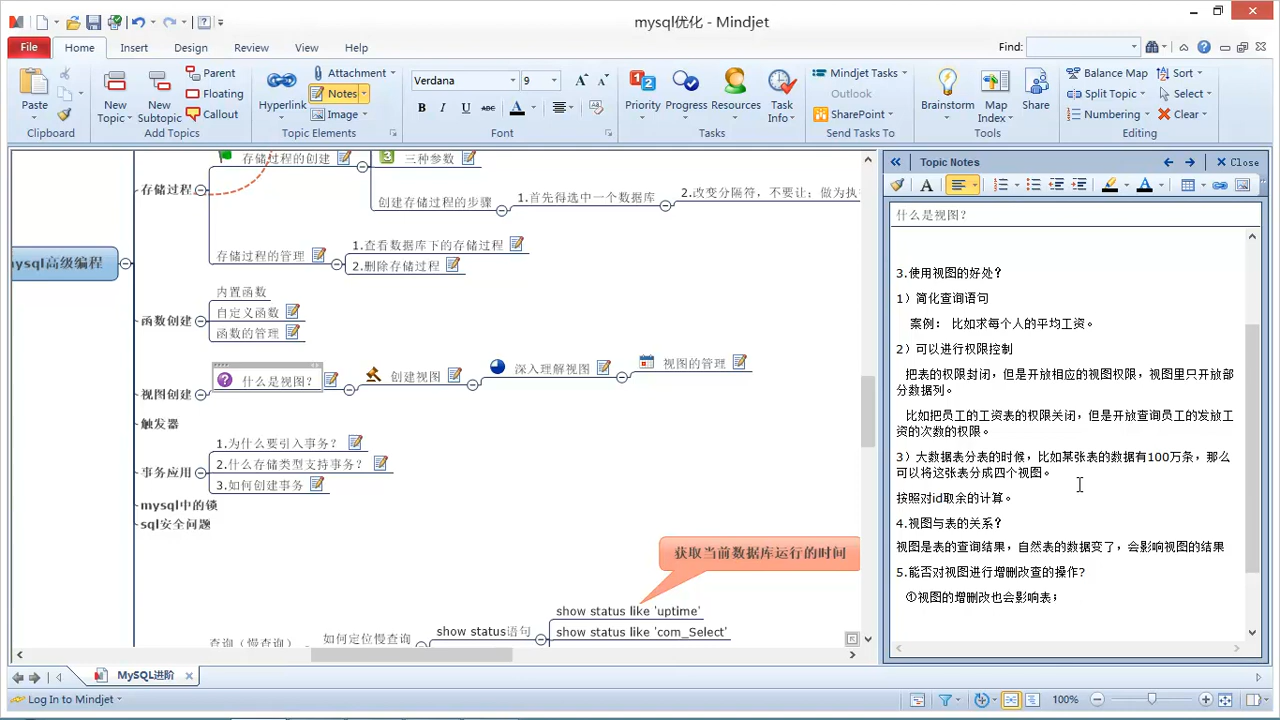 mysql优化 - Mindjet
File Home Insert Design Review View Help
Find:
Paste
Clipboard
New Topic
New Subtopic
Parent
Floating
Callout
Add Topics
Hyperlink
Attachment
Notes
Image
Topic Elements
Verdana 9
B I U abc A
Font
Priority
Progress
Resources
Task Info
Tasks
Mindjet Tasks
Outlook
SharePoint
Send Tasks To
Brainstorm
Map Index
Share
Tools
Balance Map
Split Topic
Numbering
Sort
Select
Clear
Editing
存储过程的创建
三种参数
存储过程
创建存储过程的步骤
1.首先得选中一个数据库
2.改变分隔符，不要让；做为执
存储过程的管理
1.查看数据库下的存储过程
2.删除存储过程
mysql高级编程
内置函数
函数创建
自定义函数
函数的管理
视图创建
什么是视图？
创建视图
深入理解视图
视图的管理
触发器
事务应用
1.为什么要引入事务？
2.什么存储类型支持事务？
3.如何创建事务
mysql中的锁
sql安全问题
获取当前数据库运行的时间
查询（慢查询）
如何定位慢查询
show status语句
show status like 'uptime'
show status like 'com_Select'
Topic Notes
Close
什么是视图？
3.使用视图的好处？
1）简化查询语句
案例： 比如求每个人的平均工资。
2）可以进行权限控制
把表的权限封闭，但是开放相应的视图权限，视图里只开放部
分数据列。
比如把员工的工资表的权限关闭，但是开放查询员工的发放工
资的次数的权限。
3）大数据表分表的时候，比如某张表的数据有100万条，那么
可以将这张表分成四个视图。
按照对id取余的计算。
4.视图与表的关系？
视图是表的查询结果，自然表的数据变了，会影响视图的结果
5.能否对视图进行增删改查的操作？
①视图的增删改也会影响表；
MySQL进阶
Log In to Mindjet
100%